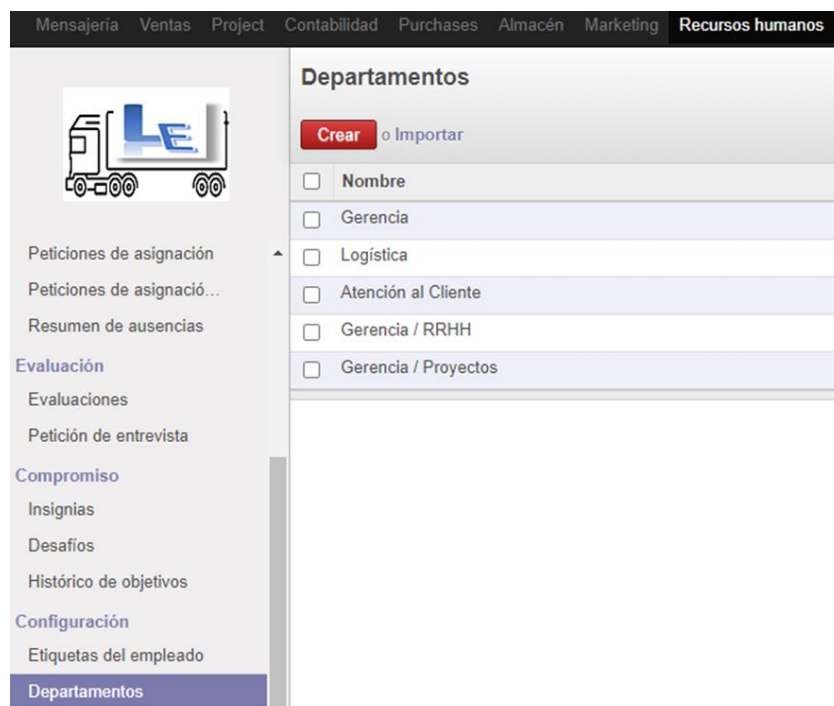 Mensajería Ventas Project Contabilidad Purchases Almacén Marketing Recursos humanos
LE
Peticiones de asignación
Peticiones de asignació...
Resumen de ausencias
Evaluación
Evaluaciones
Petición de entrevista
Compromiso
Insignias
Desafíos
Histórico de objetivos
Configuración
Etiquetas del empleado
Departamentos
Departamentos
Crear o Importar
Nombre
Gerencia
Logística
Atención al Cliente
Gerencia / RRHH
Gerencia / Proyectos